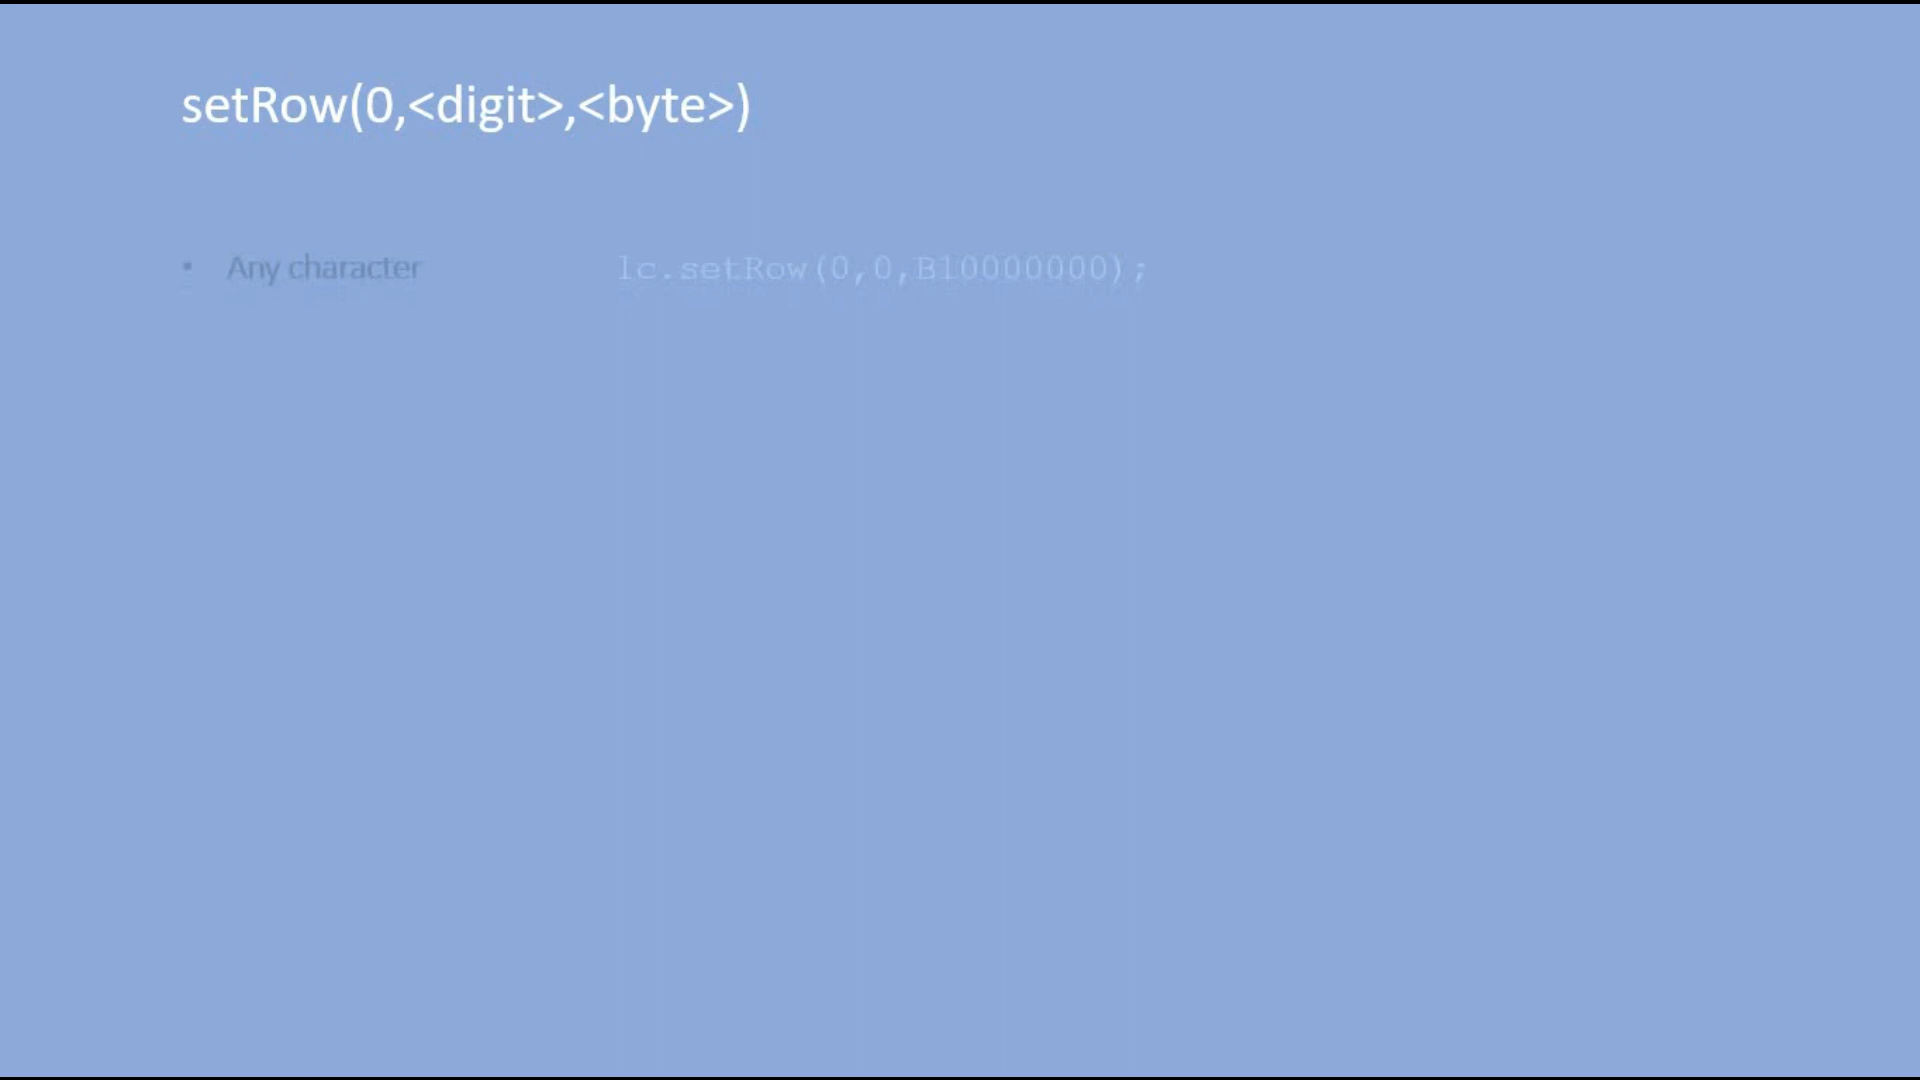 setRow(0,<digit>,<byte>)
• Any character lc.setRow(0,0,B10000000);